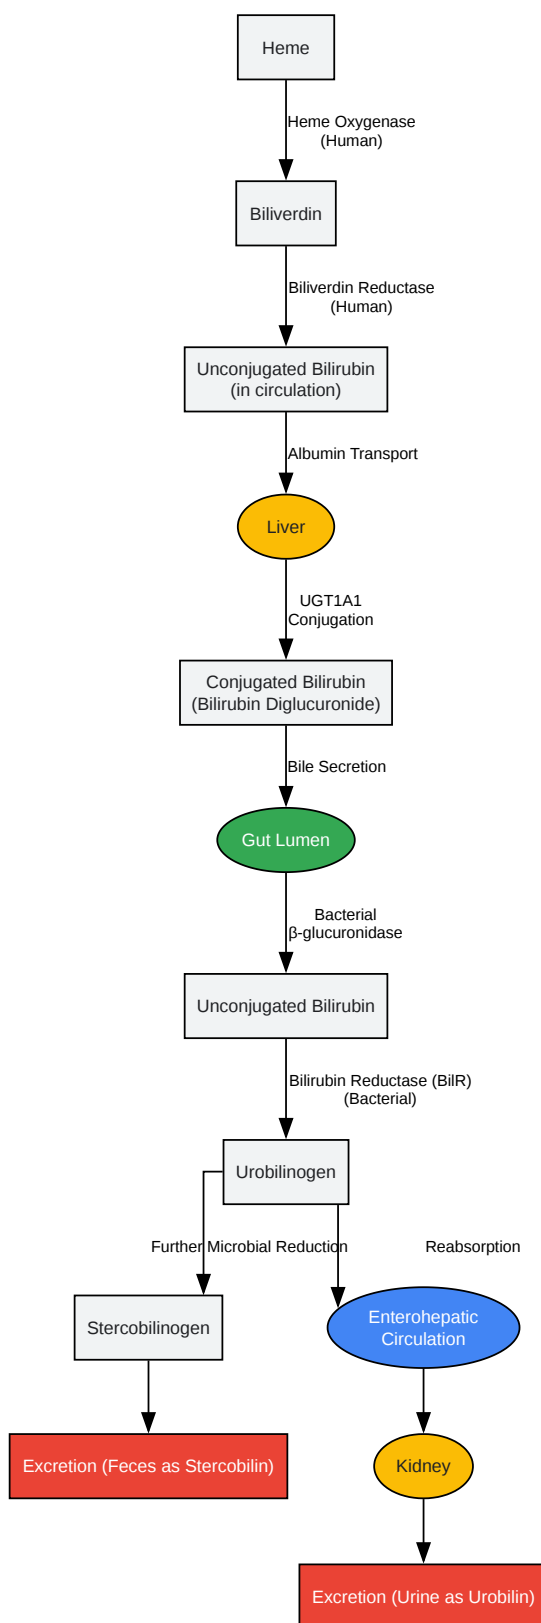 Heme
Heme Oxygenase
(Human)
Biliverdin
Biliverdin Reductase
(Human)
Unconjugated Bilirubin
(in circulation)
Albumin Transport
Liver
UGT1A1
Conjugation
Conjugated Bilirubin
(Bilirubin Diglucuronide)
Bile Secretion
Gut Lumen
Bacterial
β-glucuronidase
Unconjugated Bilirubin
Bilirubin Reductase (BilR)
(Bacterial)
Urobilinogen
Further Microbial Reduction
Reabsorption
Stercobilinogen
Enterohepatic
Circulation
Excretion (Feces as Stercobilin)
Kidney
Excretion (Urine as Urobilin)